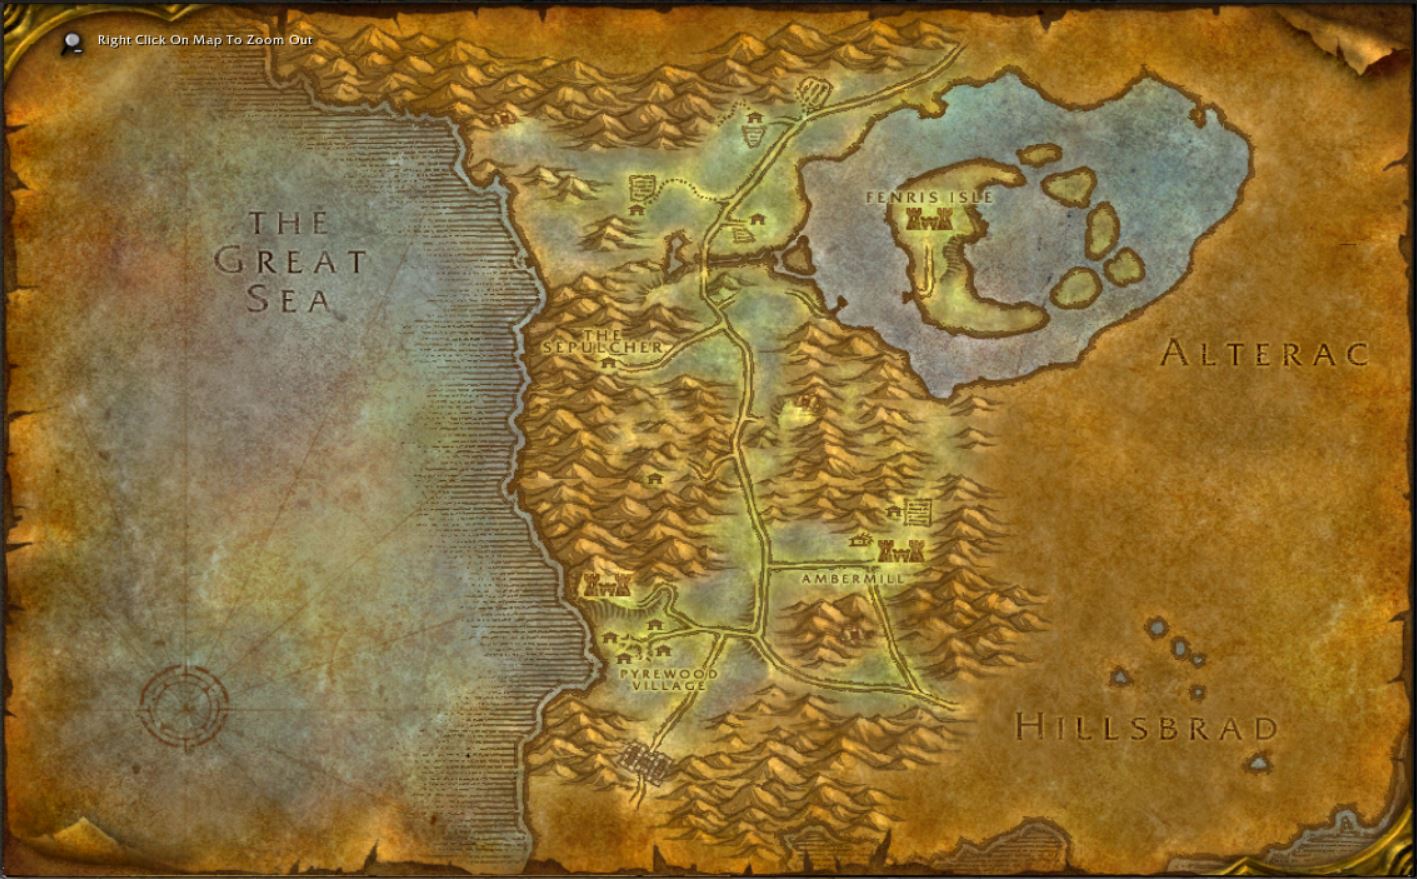 Right Click On Map To Zoom Out
THE
GREAT
SEA
FENRIS ISLE
THE
SEPULCHER
ALTERAC
AMBERMILL
PYREWOOD
VILLAGE
HILLSBRAD